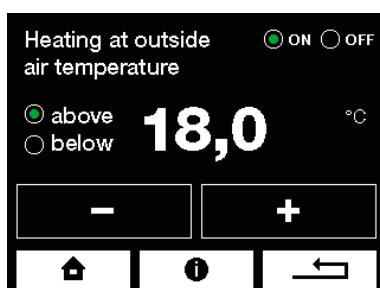 Heating at outside ON OFF
air temperature
above
18,0 °C
below
− +
i